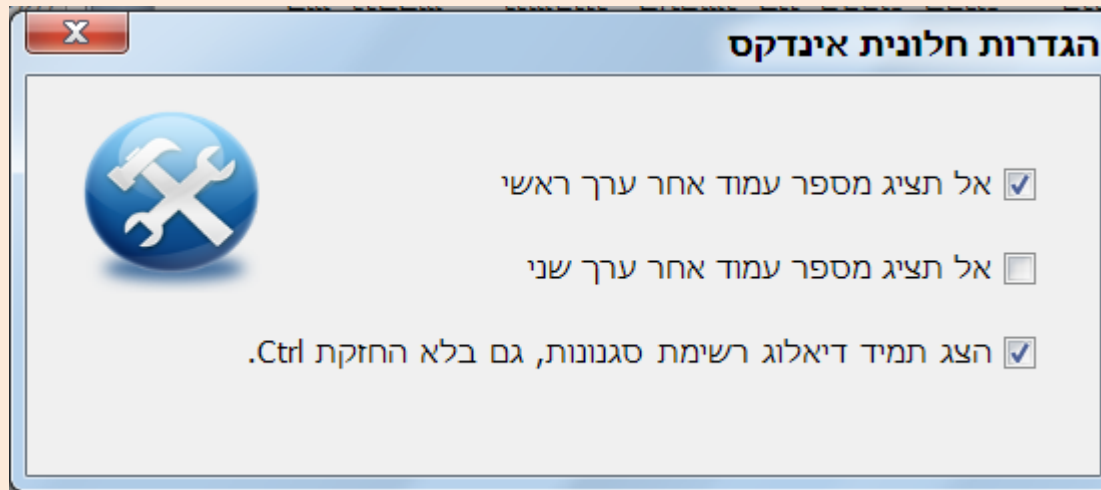 הגדרות חלונית אינדקס
אל תציג מספר עמוד אחר ערך ראשי
אל תציג מספר עמוד אחר ערך שני
הצג תמיד דיאלוג רשימת סגנונות, גם בלא החזקת Ctrl.